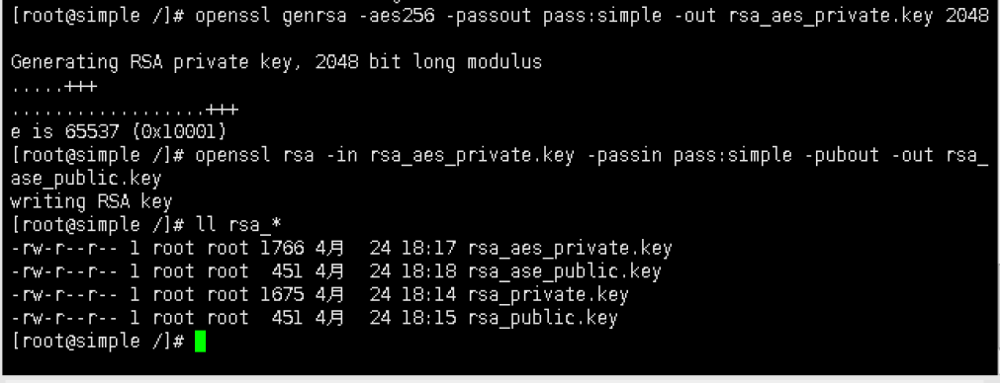 [root@simple /]# openssl genrsa -aes256 -passout pass:simple -out rsa_aes_private.key 2048
Generating RSA private key, 2048 bit long modulus
.....+++
..................+++
e is 65537 (0x10001)
[root@simple /]# openssl rsa -in rsa_aes_private.key -passin pass:simple -pubout -out rsa_
ase_public.key
writing RSA key
[root@simple /]# ll rsa_*
-rw-r--r-- 1 root root 1766 4月  24 18:17 rsa_aes_private.key
-rw-r--r-- 1 root root  451 4月  24 18:18 rsa_ase_public.key
-rw-r--r-- 1 root root 1675 4月  24 18:14 rsa_private.key
-rw-r--r-- 1 root root  451 4月  24 18:15 rsa_public.key
[root@simple /]#